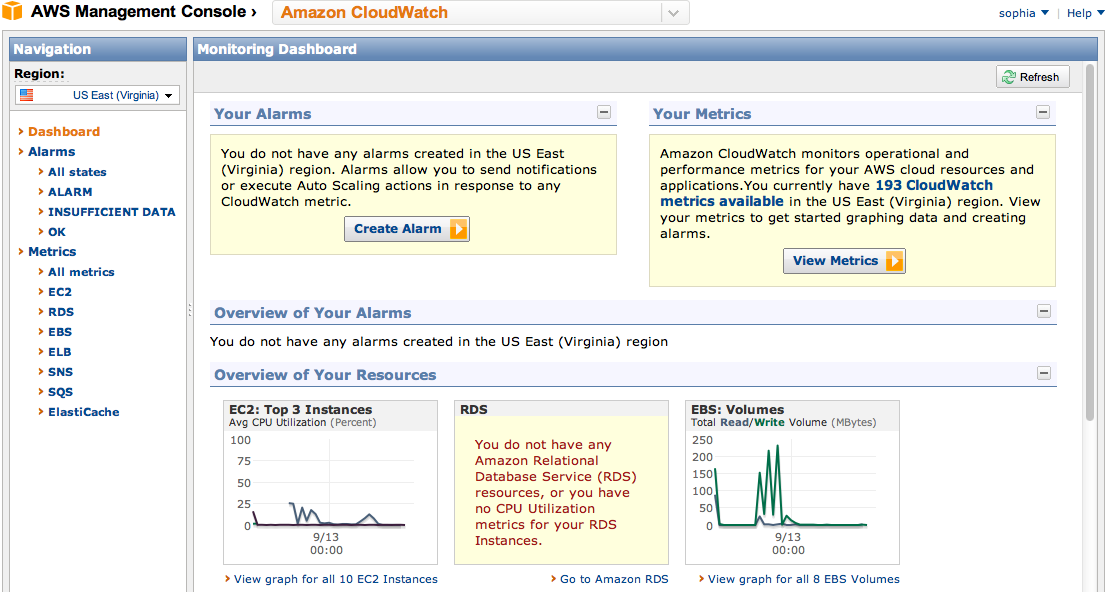 AWS Management Console ›
Amazon CloudWatch
sophia
Help
Navigation
Region:
US East (Virginia)
Dashboard
Alarms
All states
ALARM
INSUFFICIENT DATA
OK
Metrics
All metrics
EC2
RDS
EBS
ELB
SNS
SQS
ElastiCache
Monitoring Dashboard
Refresh
Your Alarms
You do not have any alarms created in the US East
(Virginia) region. Alarms allow you to send notifications
or execute Auto Scaling actions in response to any
CloudWatch metric.
Create Alarm
Your Metrics
Amazon CloudWatch monitors operational and
performance metrics for your AWS cloud resources and
applications.You currently have 193 CloudWatch
metrics available in the US East (Virginia) region. View
your metrics to get started graphing data and creating
alarms.
View Metrics
Overview of Your Alarms
You do not have any alarms created in the US East (Virginia) region
Overview of Your Resources
EC2: Top 3 Instances
Avg CPU Utilization (Percent)
100
75
50
25
0
9/13
00:00
View graph for all 10 EC2 Instances
RDS
You do not have any
Amazon Relational
Database Service (RDS)
resources, or you have
no CPU Utilization
metrics for your RDS
Instances.
Go to Amazon RDS
EBS: Volumes
Total Read/Write Volume (MBytes)
250
200
150
100
50
0
9/13
00:00
View graph for all 8 EBS Volumes